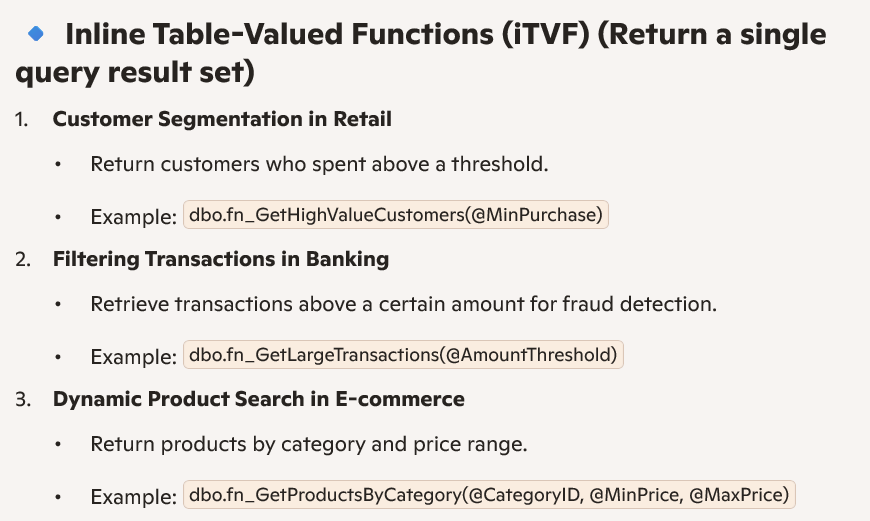 🔹 Inline Table-Valued Functions (iTVF) (Return a single
query result set)
1. Customer Segmentation in Retail
• Return customers who spent above a threshold.
• Example: dbo.fn_GetHighValueCustomers(@MinPurchase)
2. Filtering Transactions in Banking
• Retrieve transactions above a certain amount for fraud detection.
• Example: dbo.fn_GetLargeTransactions(@AmountThreshold)
3. Dynamic Product Search in E-commerce
• Return products by category and price range.
• Example: dbo.fn_GetProductsByCategory(@CategoryID, @MinPrice, @MaxPrice)